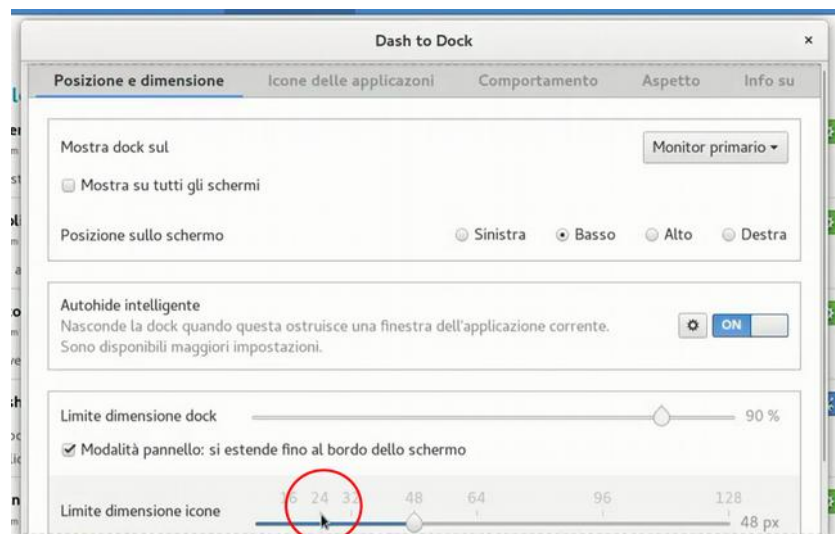 Dash to Dock ×
Posizione e dimensione Icone delle applicazoni Comportamento Aspetto Info su
Mostra dock sul Monitor primario
Mostra su tutti gli schermi
Posizione sullo schermo Sinistra Basso Alto Destra
Autohide intelligente
Nasconde la dock quando questa ostruisce una finestra dell'applicazione corrente.
ON
Sono disponibili maggiori impostazioni.
Limite dimensione dock 90 %
Modalità pannello: si estende fino al bordo dello schermo
16 24 32 48 64 96 128
Limite dimensione icone 48 px